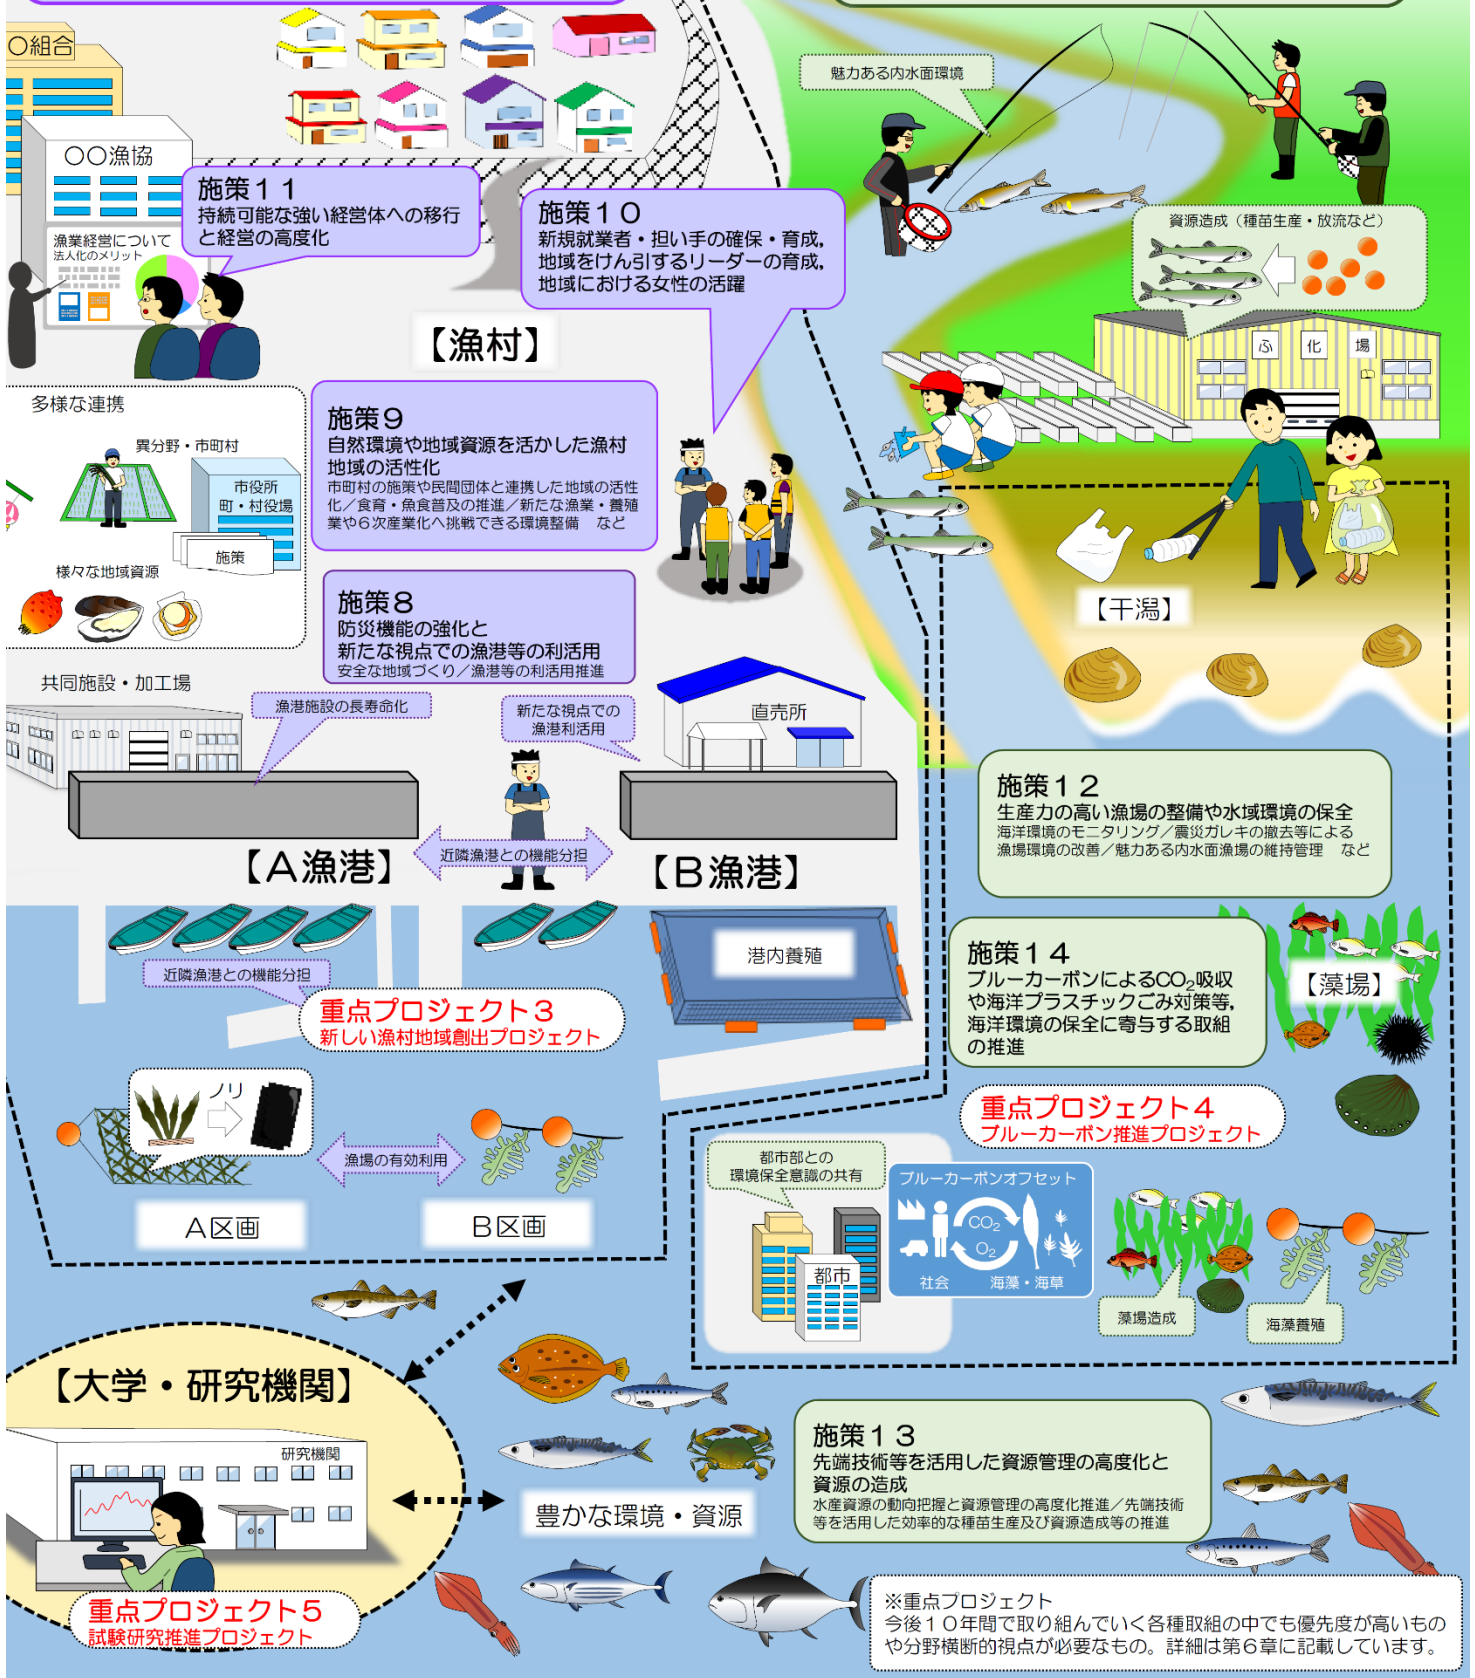 〇組合
〇〇漁協
漁業経営について
法人化のメリット
施策１１
持続可能な強い経営体への移行
と経営の高度化
施策１０
新規就業者・担い手の確保・育成，
地域をけん引するリーダーの育成，
地域における女性の活躍
魅力ある内水面環境
資源造成（種苗生産・放流など）
ふ 化 場
【漁村】
多様な連携
異分野・市町村
市役所
町・村役場
施策
様々な地域資源
施策９
自然環境や地域資源を活かした漁村
地域の活性化
市町村の施策や民間団体と連携した地域の活性
化／食育・魚食普及の推進／新たな漁業・養殖
業や６次産業化へ挑戦できる環境整備　など
施策８
防災機能の強化と
新たな視点での漁港等の利活用
安全な地域づくり／漁港等の利活用推進
【干潟】
共同施設・加工場
漁港施設の長寿命化
新たな視点での
漁港利活用
直売所
近隣漁港との機能分担
【Ａ漁港】
【Ｂ漁港】
施策１２
生産力の高い漁場の整備や水域環境の保全
海洋環境のモニタリング／震災ガレキの撤去等による
漁場環境の改善／魅力ある内水面漁場の維持管理　など
近隣漁港との機能分担
港内養殖
重点プロジェクト３
新しい漁村地域創出プロジェクト
施策１４
ブルーカーボンによるCO₂吸収
や海洋プラスチックごみ対策等，
海洋環境の保全に寄与する取組
の推進
【藻場】
重点プロジェクト４
ブルーカーボン推進プロジェクト
ノリ
漁場の有効利用
Ａ区画
Ｂ区画
都市部との
環境保全意識の共有
都市
ブルーカーボンオフセット
CO₂
O₂
社会
海藻・海草
藻場造成
海藻養殖
【大学・研究機関】
研究機関
重点プロジェクト５
試験研究推進プロジェクト
豊かな環境・資源
施策１３
先端技術等を活用した資源管理の高度化と
資源の造成
水産資源の動向把握と資源管理の高度化推進／先端技術
等を活用した効率的な種苗生産及び資源造成等の推進
※重点プロジェクト
今後１０年間で取り組んでいく各種取組の中でも優先度が高いもの
や分野横断的視点が必要なもの。詳細は第６章に記載しています。